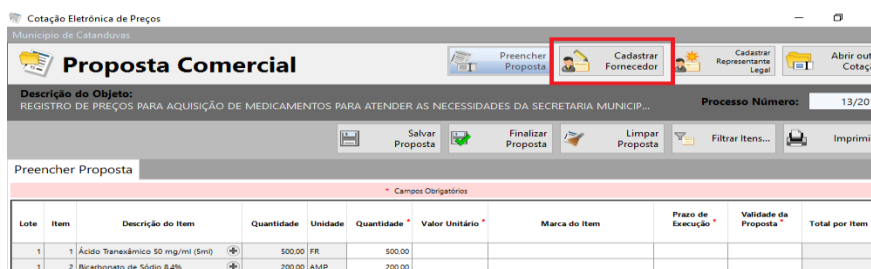 Cotação Eletrônica de Preços
Município de Catanduvas
Proposta Comercial
Preencher
Proposta
Cadastrar
Fornecedor
Cadastrar
Representante
Legal
Abrir out
Cotaç
Descrição do Objeto:
REGISTRO DE PREÇOS PARA AQUISIÇÃO DE MEDICAMENTOS PARA ATENDER AS NECESSIDADES DA SECRETARIA MUNICIP...
Processo Número:
13/20
Salvar
Proposta
Finalizar
Proposta
Limpar
Proposta
Filtrar Itens...
Imprimi
Preencher Proposta
* Campos Obrigatórios
Lote Item Descrição do Item Quantidade Unidade Quantidade * Valor Unitário * Marca do Item Prazo de Execução * Validade da Proposta * Total por Item
1 1 Ácido Tranexâmico 50 mg/ml (5ml) 500,00 FR 500,00
1 2 Bicarbonato de Sódio 8,4% 200,00 AMP 200,00